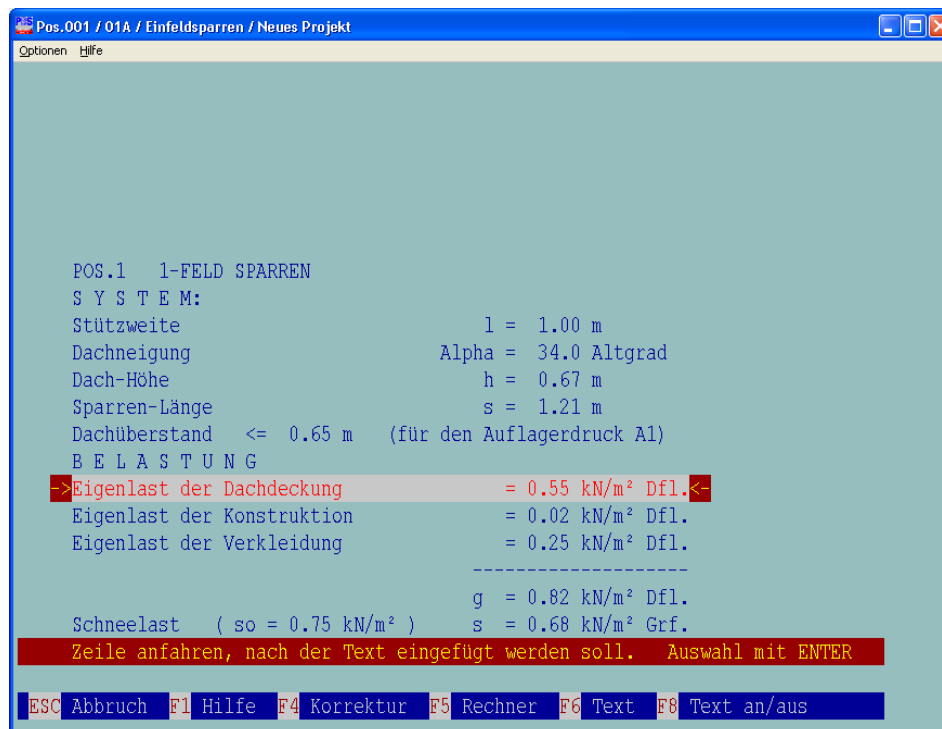 Pos.001 / 01A / Einfeldsparren / Neues Projekt
Optionen Hilfe
POS.1 1-FELD SPARREN
S Y S T E M:
Stützweite l = 1.00 m
Dachneigung Alpha = 34.0 Altgrad
Dach-Höhe h = 0.67 m
Sparren-Länge s = 1.21 m
Dachüberstand <= 0.65 m (für den Auflagerdruck A1)
B E L A S T U N G
->Eigenlast der Dachdeckung = 0.55 kN/m² Dfl.<-
Eigenlast der Konstruktion = 0.02 kN/m² Dfl.
Eigenlast der Verkleidung = 0.25 kN/m² Dfl.
--------------------
g = 0.82 kN/m² Dfl.
Schneelast ( so = 0.75 kN/m² ) s = 0.68 kN/m² Grf.
Zeile anfahren, nach der Text eingefügt werden soll. Auswahl mit ENTER
ESC Abbruch F1 Hilfe F4 Korrektur F5 Rechner F6 Text F8 Text an/aus